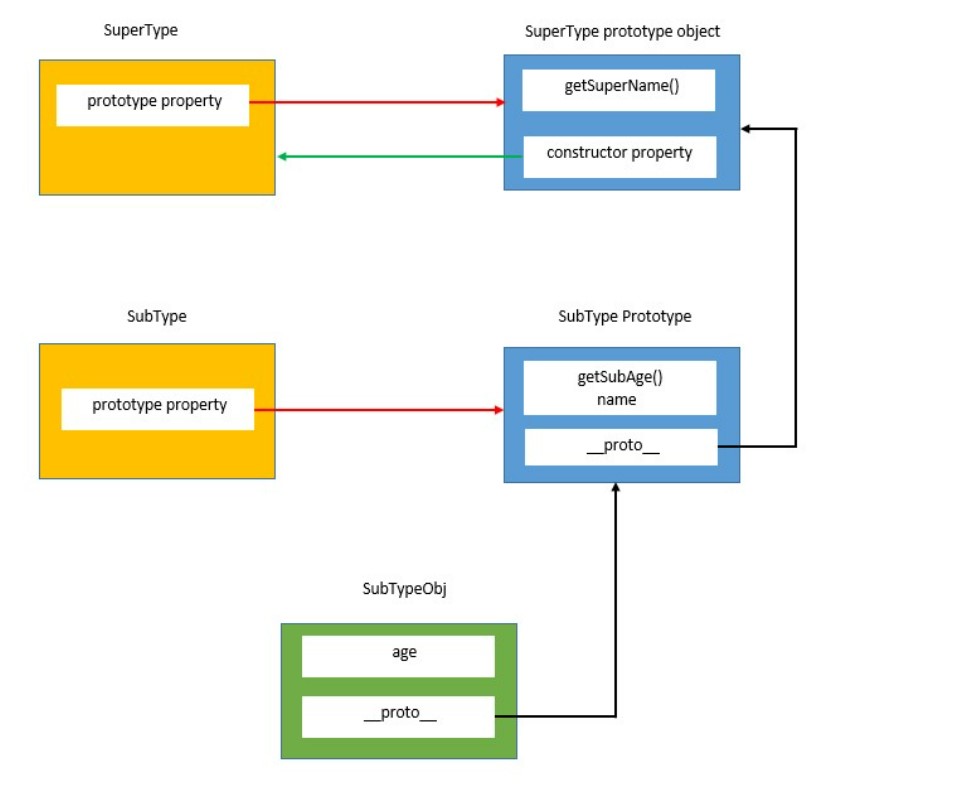 SuperType
SuperType prototype object
prototype property
getSuperName()
constructor property
SubType
SubType Prototype
prototype property
getSubAge()
name
__proto__
SubTypeObj
age
__proto__